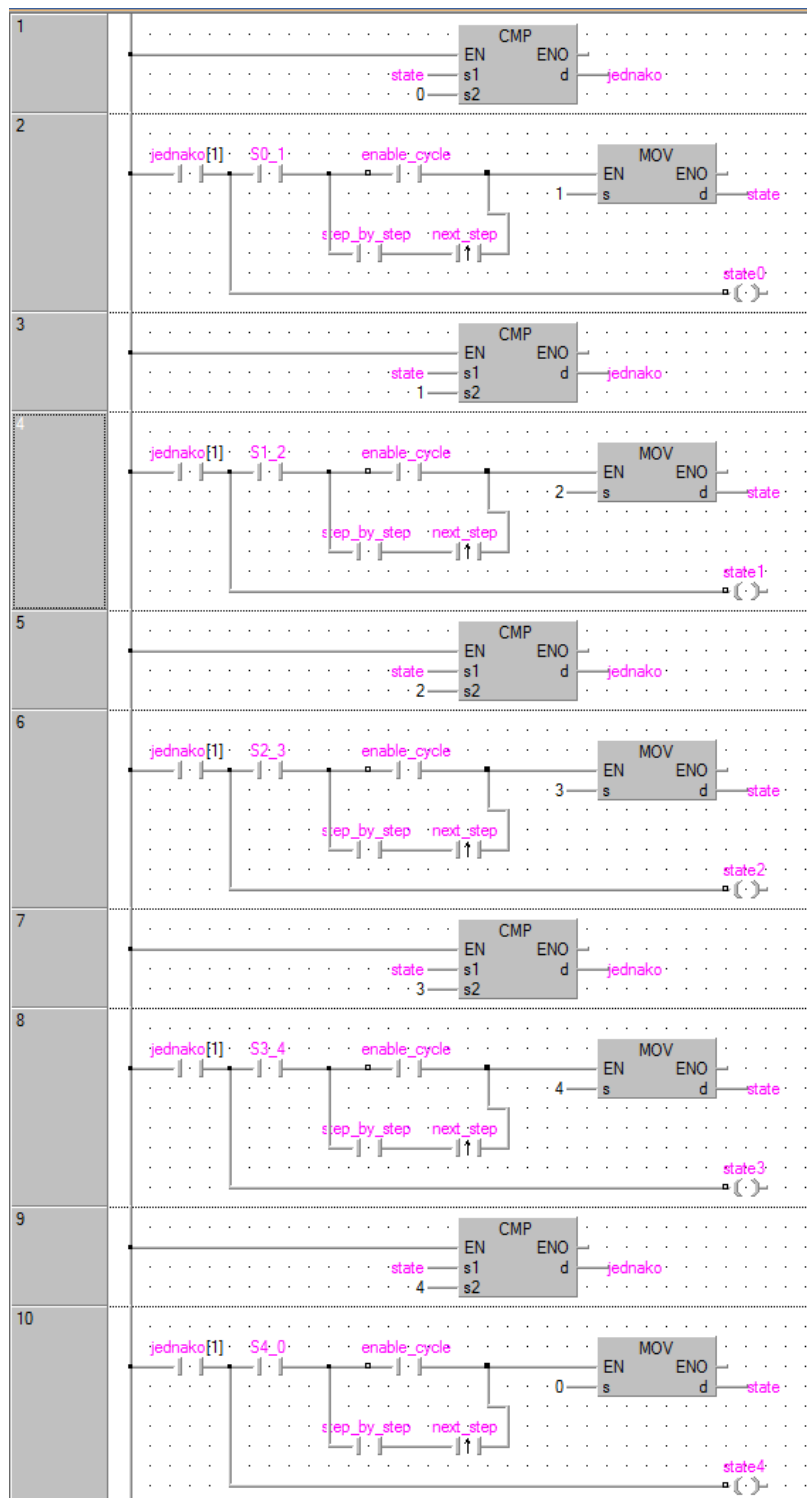 1
CMP
EN ENO
state s1 d jednako
0 s2
2
jednako[1] S0_1 enable_cycle MOV
EN ENO
1 s d state
step_by_step next_step
state0
3
CMP
EN ENO
state s1 d jednako
1 s2
4
jednako[1] S1_2 enable_cycle MOV
EN ENO
2 s d state
step_by_step next_step
state1
5
CMP
EN ENO
state s1 d jednako
2 s2
6
jednako[1] S2_3 enable_cycle MOV
EN ENO
3 s d state
step_by_step next_step
state2
7
CMP
EN ENO
state s1 d jednako
3 s2
8
jednako[1] S3_4 enable_cycle MOV
EN ENO
4 s d state
step_by_step next_step
state3
9
CMP
EN ENO
state s1 d jednako
4 s2
10
jednako[1] S4_0 enable_cycle MOV
EN ENO
0 s d state
step_by_step next_step
state4